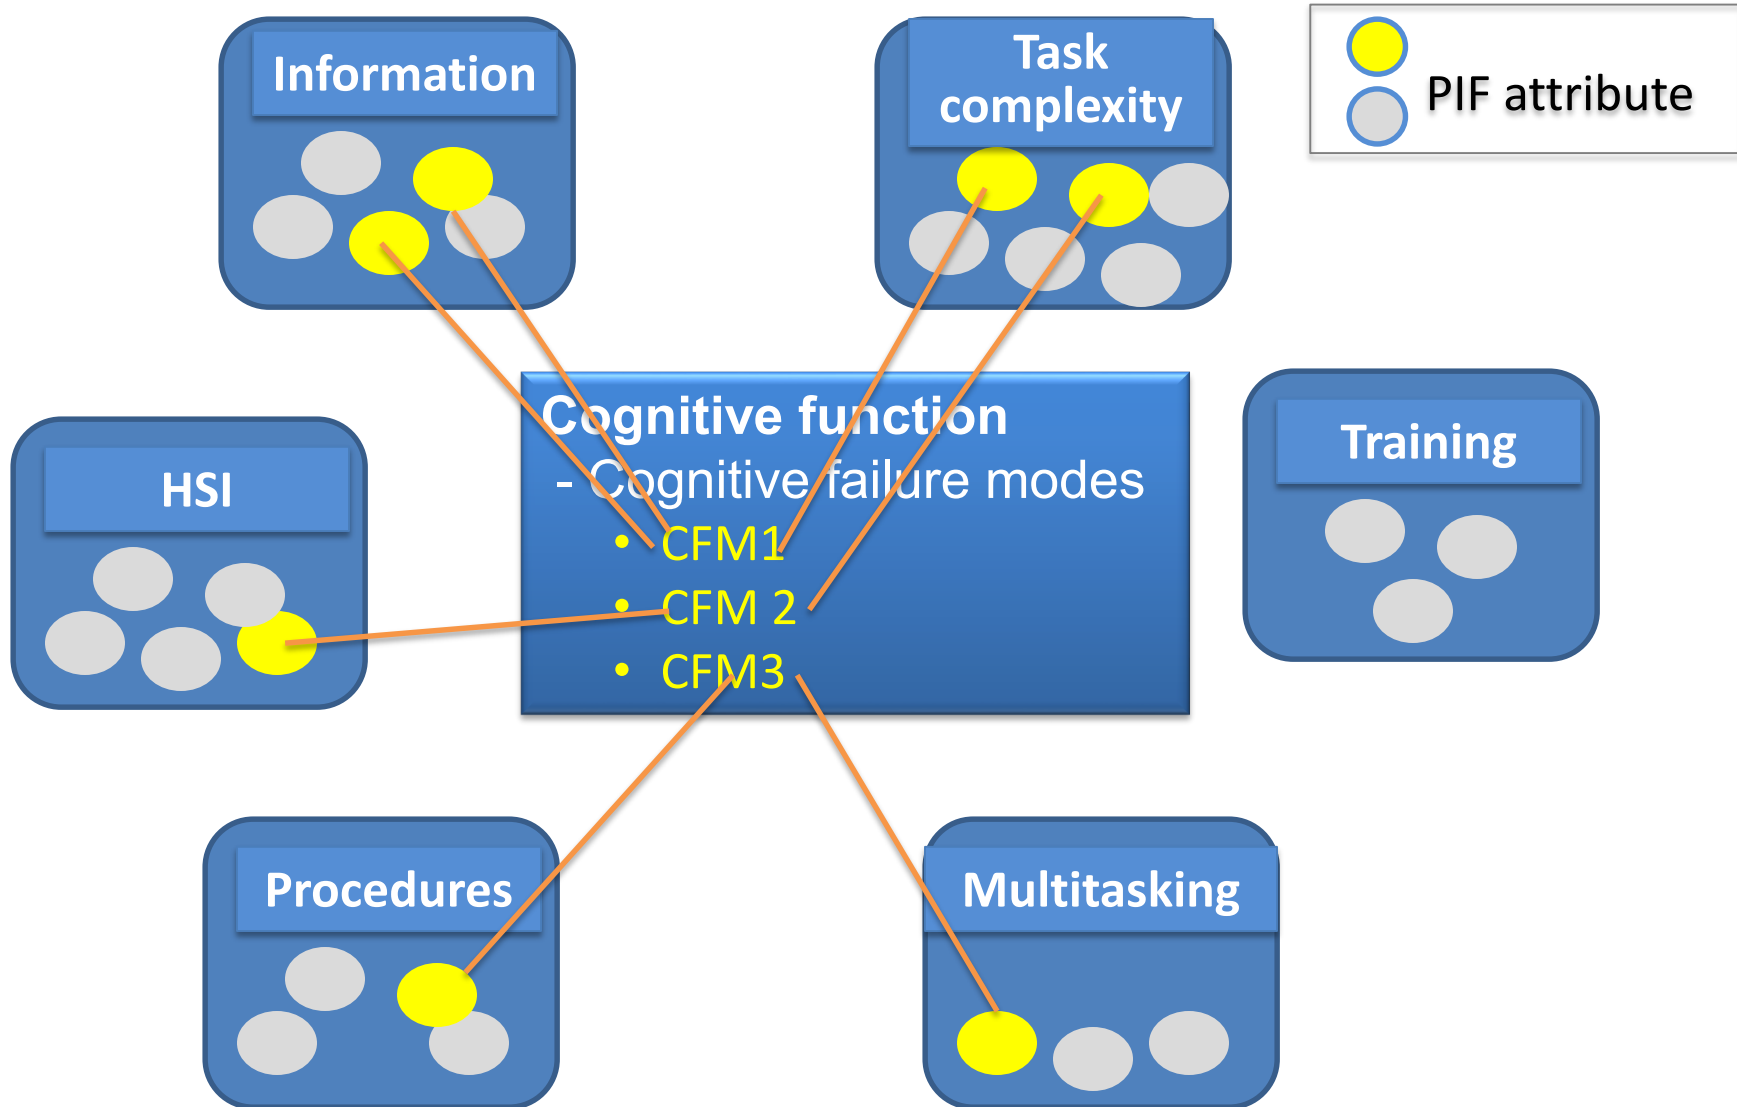 Information
Task
complexity
PIF attribute
HSI
Cognitive function
- Cognitive failure modes
• CFM1
• CFM 2
• CFM3
Training
Procedures
Multitasking